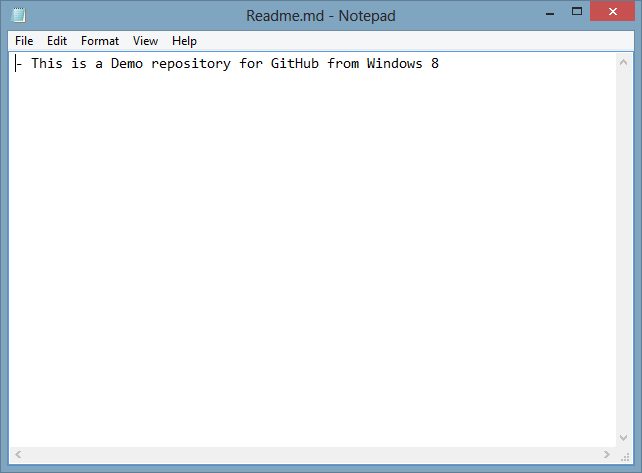 Readme.md - Notepad
File Edit Format View Help
- This is a Demo repository for GitHub from Windows 8